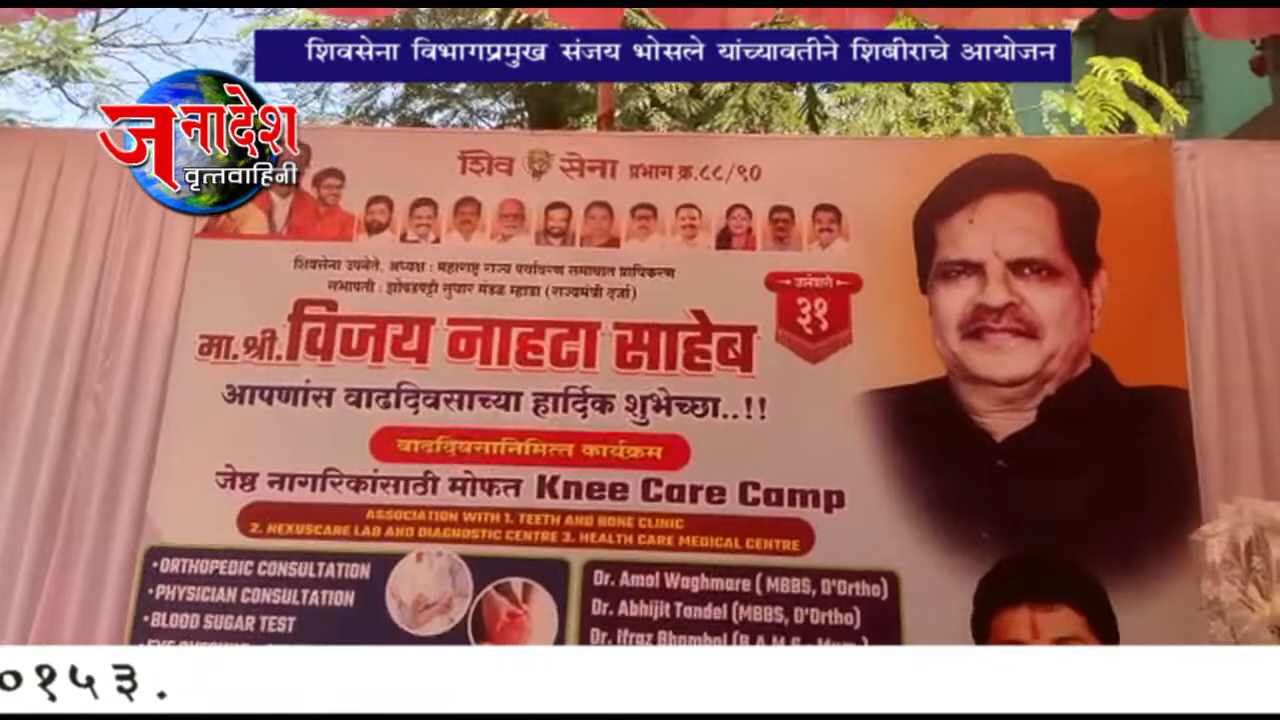 शिवसेना विभागप्रमुख संजय भोसले यांच्यावतीने शिबीराचे आयोजन
जनादेश
वृत्तवाहिनी
शिव सेना प्रभाग क्र.८८/९०
शिवसेना उपनेते, अध्यक्ष : महाराष्ट्र राज्य पर्यावरण समाघात प्राधिकरण
सभापती : झोपडपट्टी सुधार मंडळ म्हाडा (राज्यमंत्री दर्जा)
जानेवारी
३१
मा.श्री.विजय नाहटा साहेब
आपणांस वाढदिवसाच्या हार्दिक शुभेच्छा..!!
वाढदिवसानिमित्त कार्यक्रम
जेष्ठ नागरिकांसाठी मोफत Knee Care Camp
ASSOCIATION WITH 1. TEETH AND BONE CLINIC
2. NEXUSCARE LAB AND DIAGNOSTIC CENTRE 3. HEALTH CARE MEDICAL CENTRE
• ORTHOPEDIC CONSULTATION
• PHYSICIAN CONSULTATION
• BLOOD SUGAR TEST
Dr. Amol Waghmare ( MBBS, D'Ortho)
Dr. Abhijit Tandel (MBBS, D'Ortho)
Dr. Ifraz
०१५३.